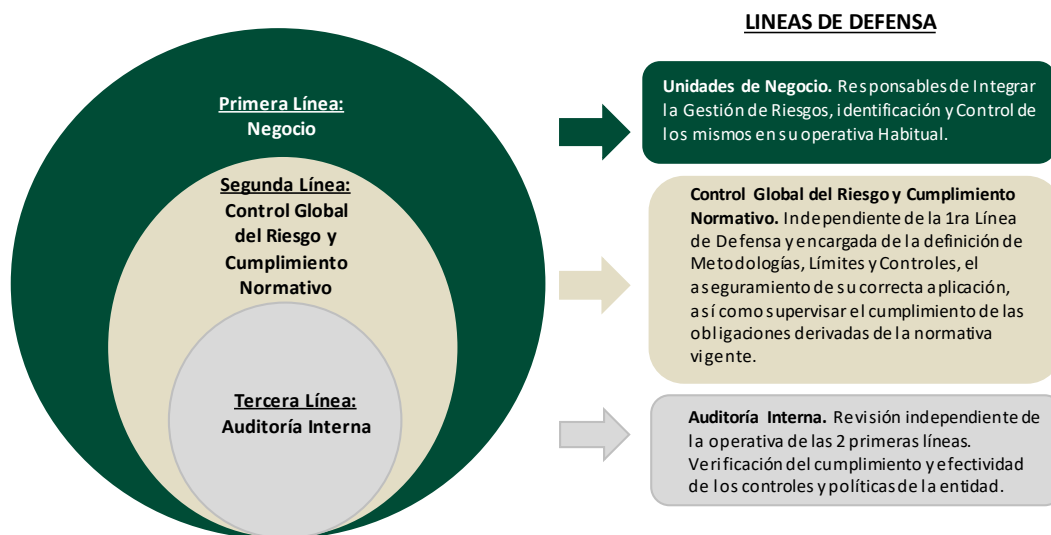 LINEAS DE DEFENSA
Primera Línea:
Negocio
Segunda Línea:
Control Global
del Riesgo y
Cumplimiento
Normativo
Tercera Línea:
Auditoría Interna
Unidades de Negocio. Responsables de Integrar
la Gestión de Riesgos, identificación y Control de
los mismos en su operativa Habitual.
Control Global del Riesgo y Cumplimiento
Normativo. Independiente de la 1ra Línea
de Defensa y encargada de la definición de
Metodologías, Límites y Controles, el
aseguramiento de su correcta aplicación,
así como supervisar el cumplimiento de las
obligaciones derivadas de la normativa
vigente.
Auditoría Interna. Revisión independiente de
la operativa de las 2 primeras líneas.
Verificación del cumplimiento y efectividad
de los controles y políticas de la entidad.